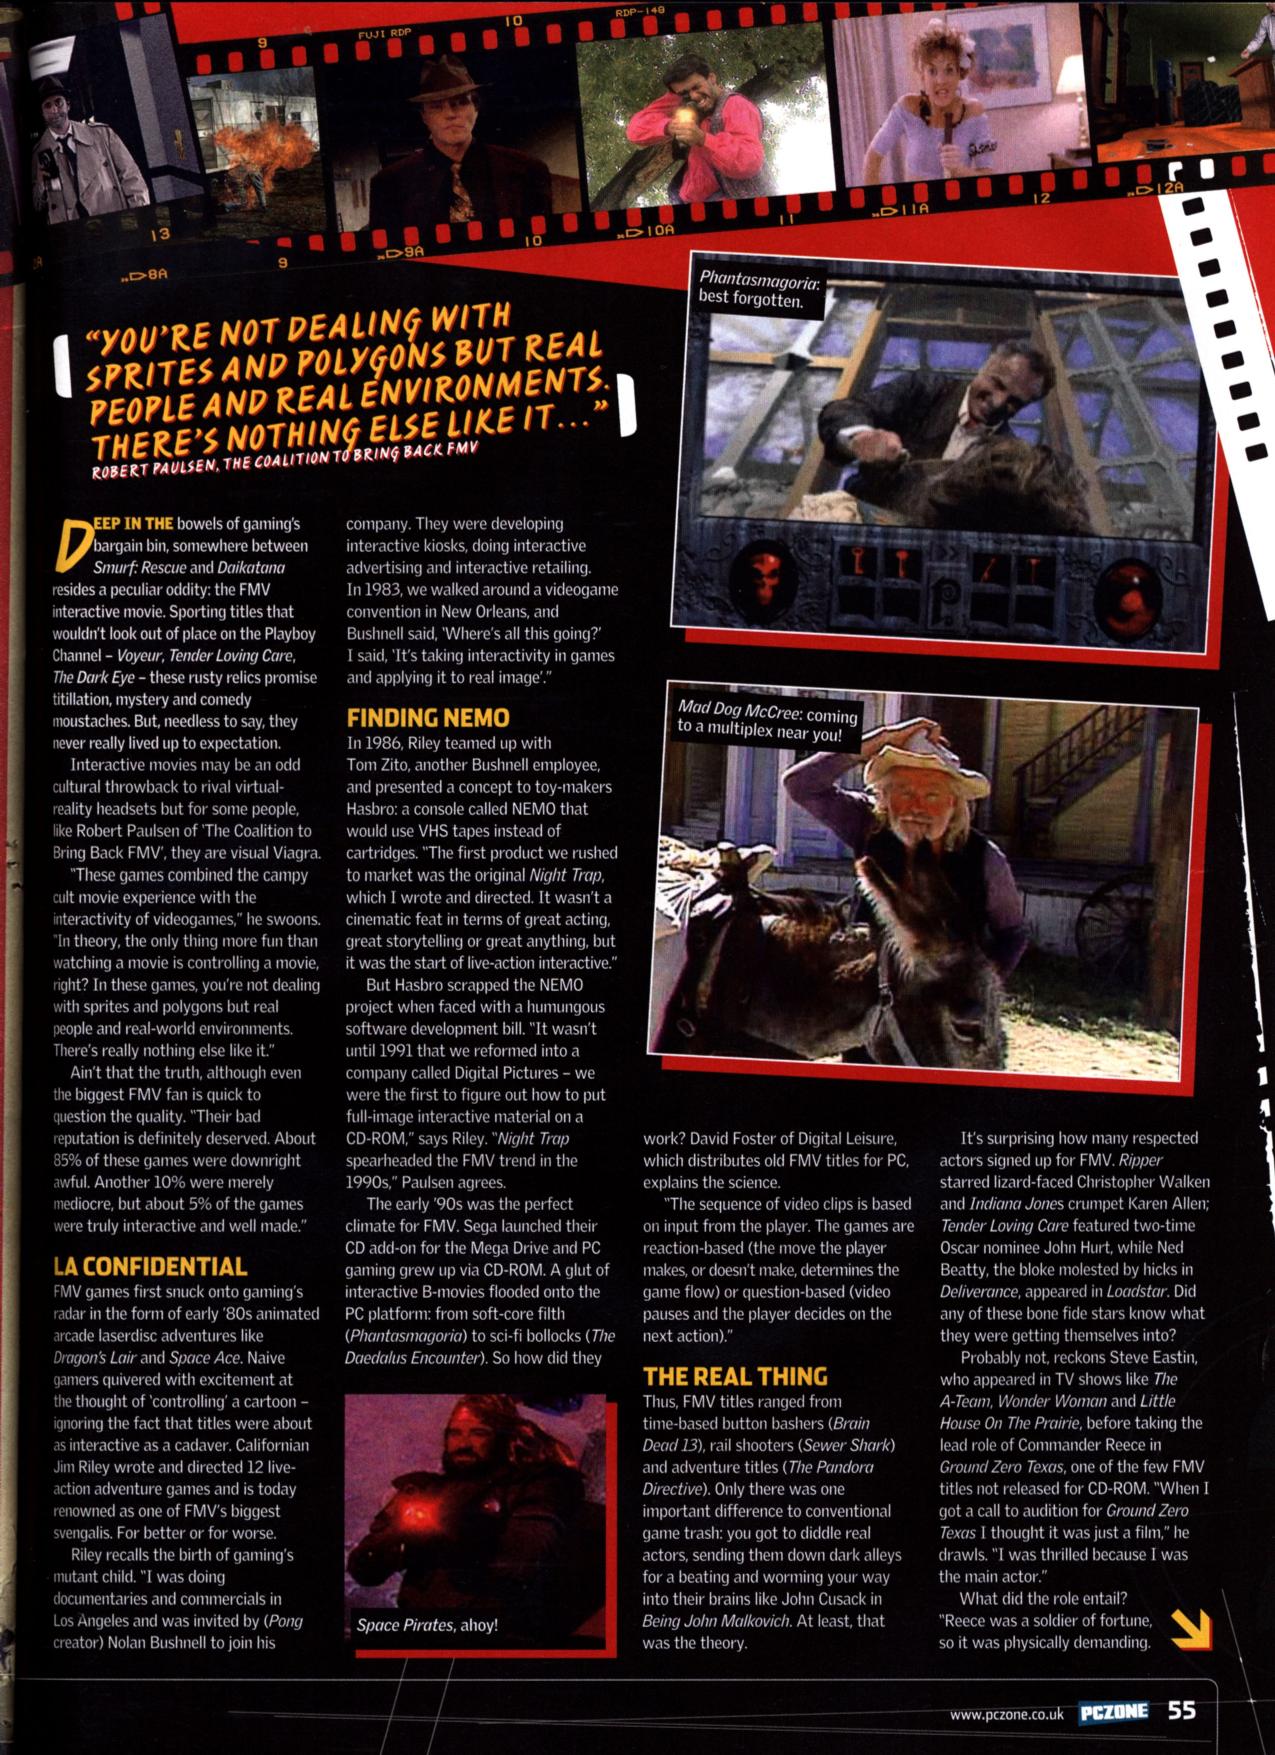 10
RDP-149
9
FUJI RDP
13
8A
9
9A
10
10A
11
11A
12
12A
"YOU'RE NOT DEALING WITH
SPRITES AND POLYGONS BUT REAL
PEOPLE AND REAL ENVIRONMENTS.
THERE'S NOTHING ELSE LIKE IT..."
ROBERT PAULSEN, THE COALITION TO BRING BACK FMV
Phantasmagoria:
best forgotten.
Mad Dog McCree: coming
to a multiplex near you!
DEEP IN THE bowels of gaming's
bargain bin, somewhere between
Smurf: Rescue and Daikatana
resides a peculiar oddity: the FMV
interactive movie. Sporting titles that
wouldn't look out of place on the Playboy
Channel – Voyeur, Tender Loving Care,
The Dark Eye – these rusty relics promise
titillation, mystery and comedy
moustaches. But, needless to say, they
never really lived up to expectation.
Interactive movies may be an odd
cultural throwback to rival virtual-
reality headsets but for some people,
like Robert Paulsen of 'The Coalition to
Bring Back FMV', they are visual Viagra.
"These games combined the campy
cult movie experience with the
interactivity of videogames," he swoons.
"In theory, the only thing more fun than
watching a movie is controlling a movie,
right? In these games, you're not dealing
with sprites and polygons but real
people and real-world environments.
There's really nothing else like it."
Ain't that the truth, although even
the biggest FMV fan is quick to
question the quality. "Their bad
reputation is definitely deserved. About
85% of these games were downright
awful. Another 10% were merely
mediocre, but about 5% of the games
were truly interactive and well made."
LA CONFIDENTIAL
FMV games first snuck onto gaming's
radar in the form of early '80s animated
arcade laserdisc adventures like
Dragon's Lair and Space Ace. Naive
gamers quivered with excitement at
the thought of 'controlling' a cartoon –
ignoring the fact that titles were about
as interactive as a cadaver. Californian
Jim Riley wrote and directed 12 live-
action adventure games and is today
renowned as one of FMV's biggest
svengalis. For better or for worse.
Riley recalls the birth of gaming's
mutant child. "I was doing
documentaries and commercials in
Los Angeles and was invited by (Pong
creator) Nolan Bushnell to join his
company. They were developing
interactive kiosks, doing interactive
advertising and interactive retailing.
In 1983, we walked around a videogame
convention in New Orleans, and
Bushnell said, 'Where's all this going?'
I said, 'It's taking interactivity in games
and applying it to real image'."
FINDING NEMO
In 1986, Riley teamed up with
Tom Zito, another Bushnell employee,
and presented a concept to toy-makers
Hasbro: a console called NEMO that
would use VHS tapes instead of
cartridges. "The first product we rushed
to market was the original Night Trap,
which I wrote and directed. It wasn't a
cinematic feat in terms of great acting,
great storytelling or great anything, but
it was the start of live-action interactive."
But Hasbro scrapped the NEMO
project when faced with a humungous
software development bill. "It wasn't
until 1991 that we reformed into a
company called Digital Pictures – we
were the first to figure out how to put
full-image interactive material on a
CD-ROM," says Riley. "Night Trap
spearheaded the FMV trend in the
1990s," Paulsen agrees.
The early '90s was the perfect
climate for FMV. Sega launched their
CD add-on for the Mega Drive and PC
gaming grew up via CD-ROM. A glut of
interactive B-movies flooded onto the
PC platform: from soft-core filth
(Phantasmagoria) to sci-fi bollocks (The
Daedalus Encounter). So how did they
Space Pirates, ahoy!
work? David Foster of Digital Leisure,
which distributes old FMV titles for PC,
explains the science.
"The sequence of video clips is based
on input from the player. The games are
reaction-based (the move the player
makes, or doesn't make, determines the
game flow) or question-based (video
pauses and the player decides on the
next action)."
THE REAL THING
Thus, FMV titles ranged from
time-based button bashers (Brain
Dead 13), rail shooters (Sewer Shark)
and adventure titles (The Pandora
Directive). Only there was one
important difference to conventional
game trash: you got to diddle real
actors, sending them down dark alleys
for a beating and worming your way
into their brains like John Cusack in
Being John Malkovich. At least, that
was the theory.
It's surprising how many respected
actors signed up for FMV. Ripper
starred lizard-faced Christopher Walken
and Indiana Jones crumpet Karen Allen;
Tender Loving Care featured two-time
Oscar nominee John Hurt, while Ned
Beatty, the bloke molested by hicks in
Deliverance, appeared in Loadstar. Did
any of these bone fide stars know what
they were getting themselves into?
Probably not, reckons Steve Eastin,
who appeared in TV shows like The
A-Team, Wonder Woman and Little
House On The Prairie, before taking the
lead role of Commander Reece in
Ground Zero Texas, one of the few FMV
titles not released for CD-ROM. "When I
got a call to audition for Ground Zero
Texas I thought it was just a film," he
drawls. "I was thrilled because I was
the main actor."
What did the role entail?
"Reece was a soldier of fortune,
so it was physically demanding.
www.pczone.co.uk PCZONE 55